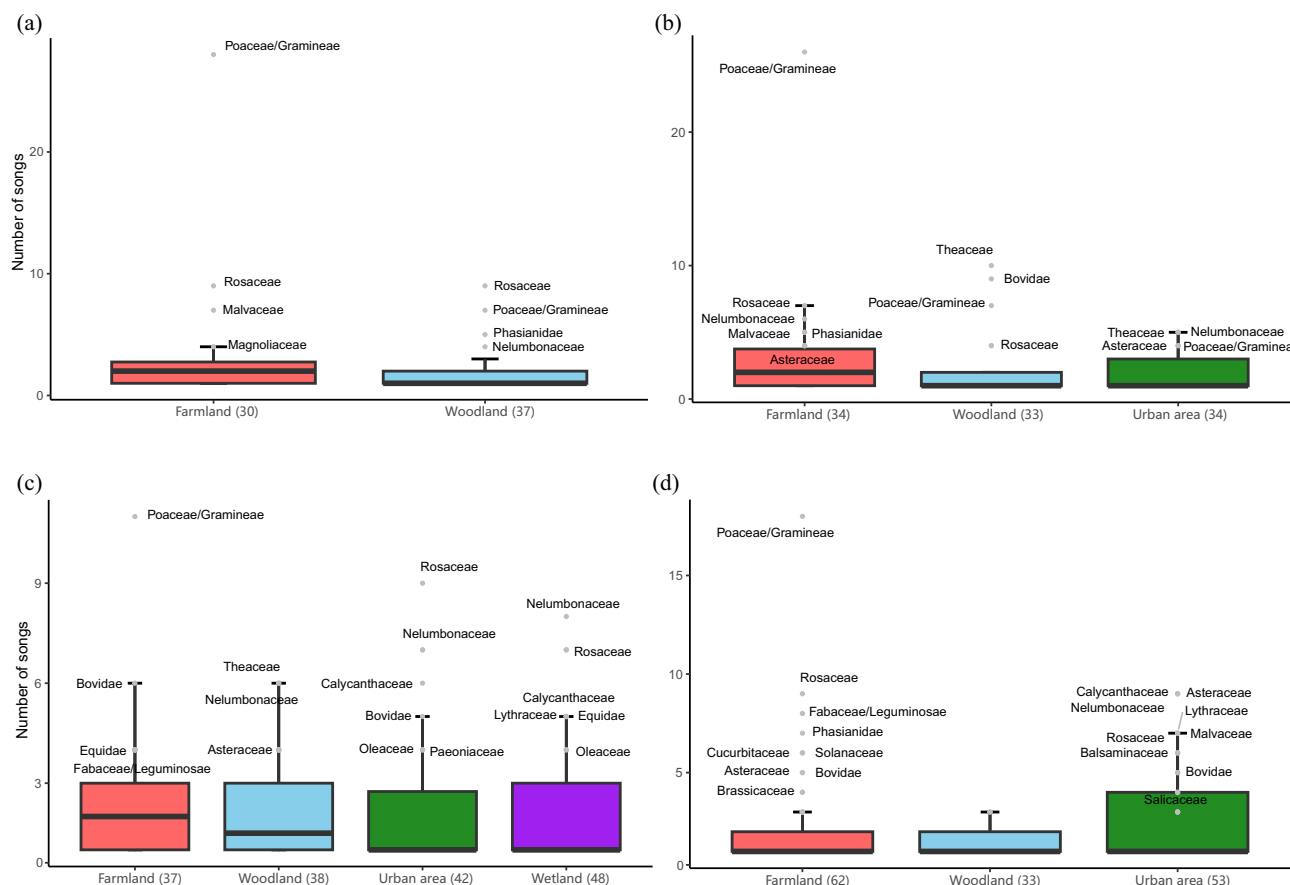 (a)
Number of songs
20
10
0
Poaceae/Gramineae
Rosaceae
Malvaceae
Magnoliaceae
Rosaceae
Poaceae/Gramineae
Phasianidae
Nelumbonaceae
Farmland (30)
Woodland (37)
(b)
20
10
0
Poaceae/Gramineae
Rosaceae
Nelumbonaceae
Malvaceae
Phasianidae
Asteraceae
Theaceae
Bovidae
Poaceae/Gramineae
Rosaceae
Theaceae
Nelumbonaceae
Asteraceae
Poaceae/Gramineae
Farmland (34)
Woodland (33)
Urban area (34)
(c)
Number of songs
9
6
3
0
Poaceae/Gramineae
Bovidae
Equidae
Fabaceae/Leguminosae
Theaceae
Nelumbonaceae
Asteraceae
Rosaceae
Nelumbonaceae
Calycanthaceae
Bovidae
Oleaceae
Paeoniaceae
Nelumbonaceae
Rosaceae
Calycanthaceae
Lythraceae
Equidae
Oleaceae
Farmland (37)
Woodland (38)
Urban area (42)
Wetland (48)
(d)
15
10
5
0
Poaceae/Gramineae
Rosaceae
Fabaceae/Leguminosae
Phasianidae
Cucurbitaceae
Solanaceae
Asteraceae
Bovidae
Brassicaceae
Calycanthaceae
Asteraceae
Nelumbonaceae
Lythraceae
Rosaceae
Malvaceae
Balsaminaceae
Bovidae
Salicaceae
Farmland (62)
Woodland (33)
Urban area (53)